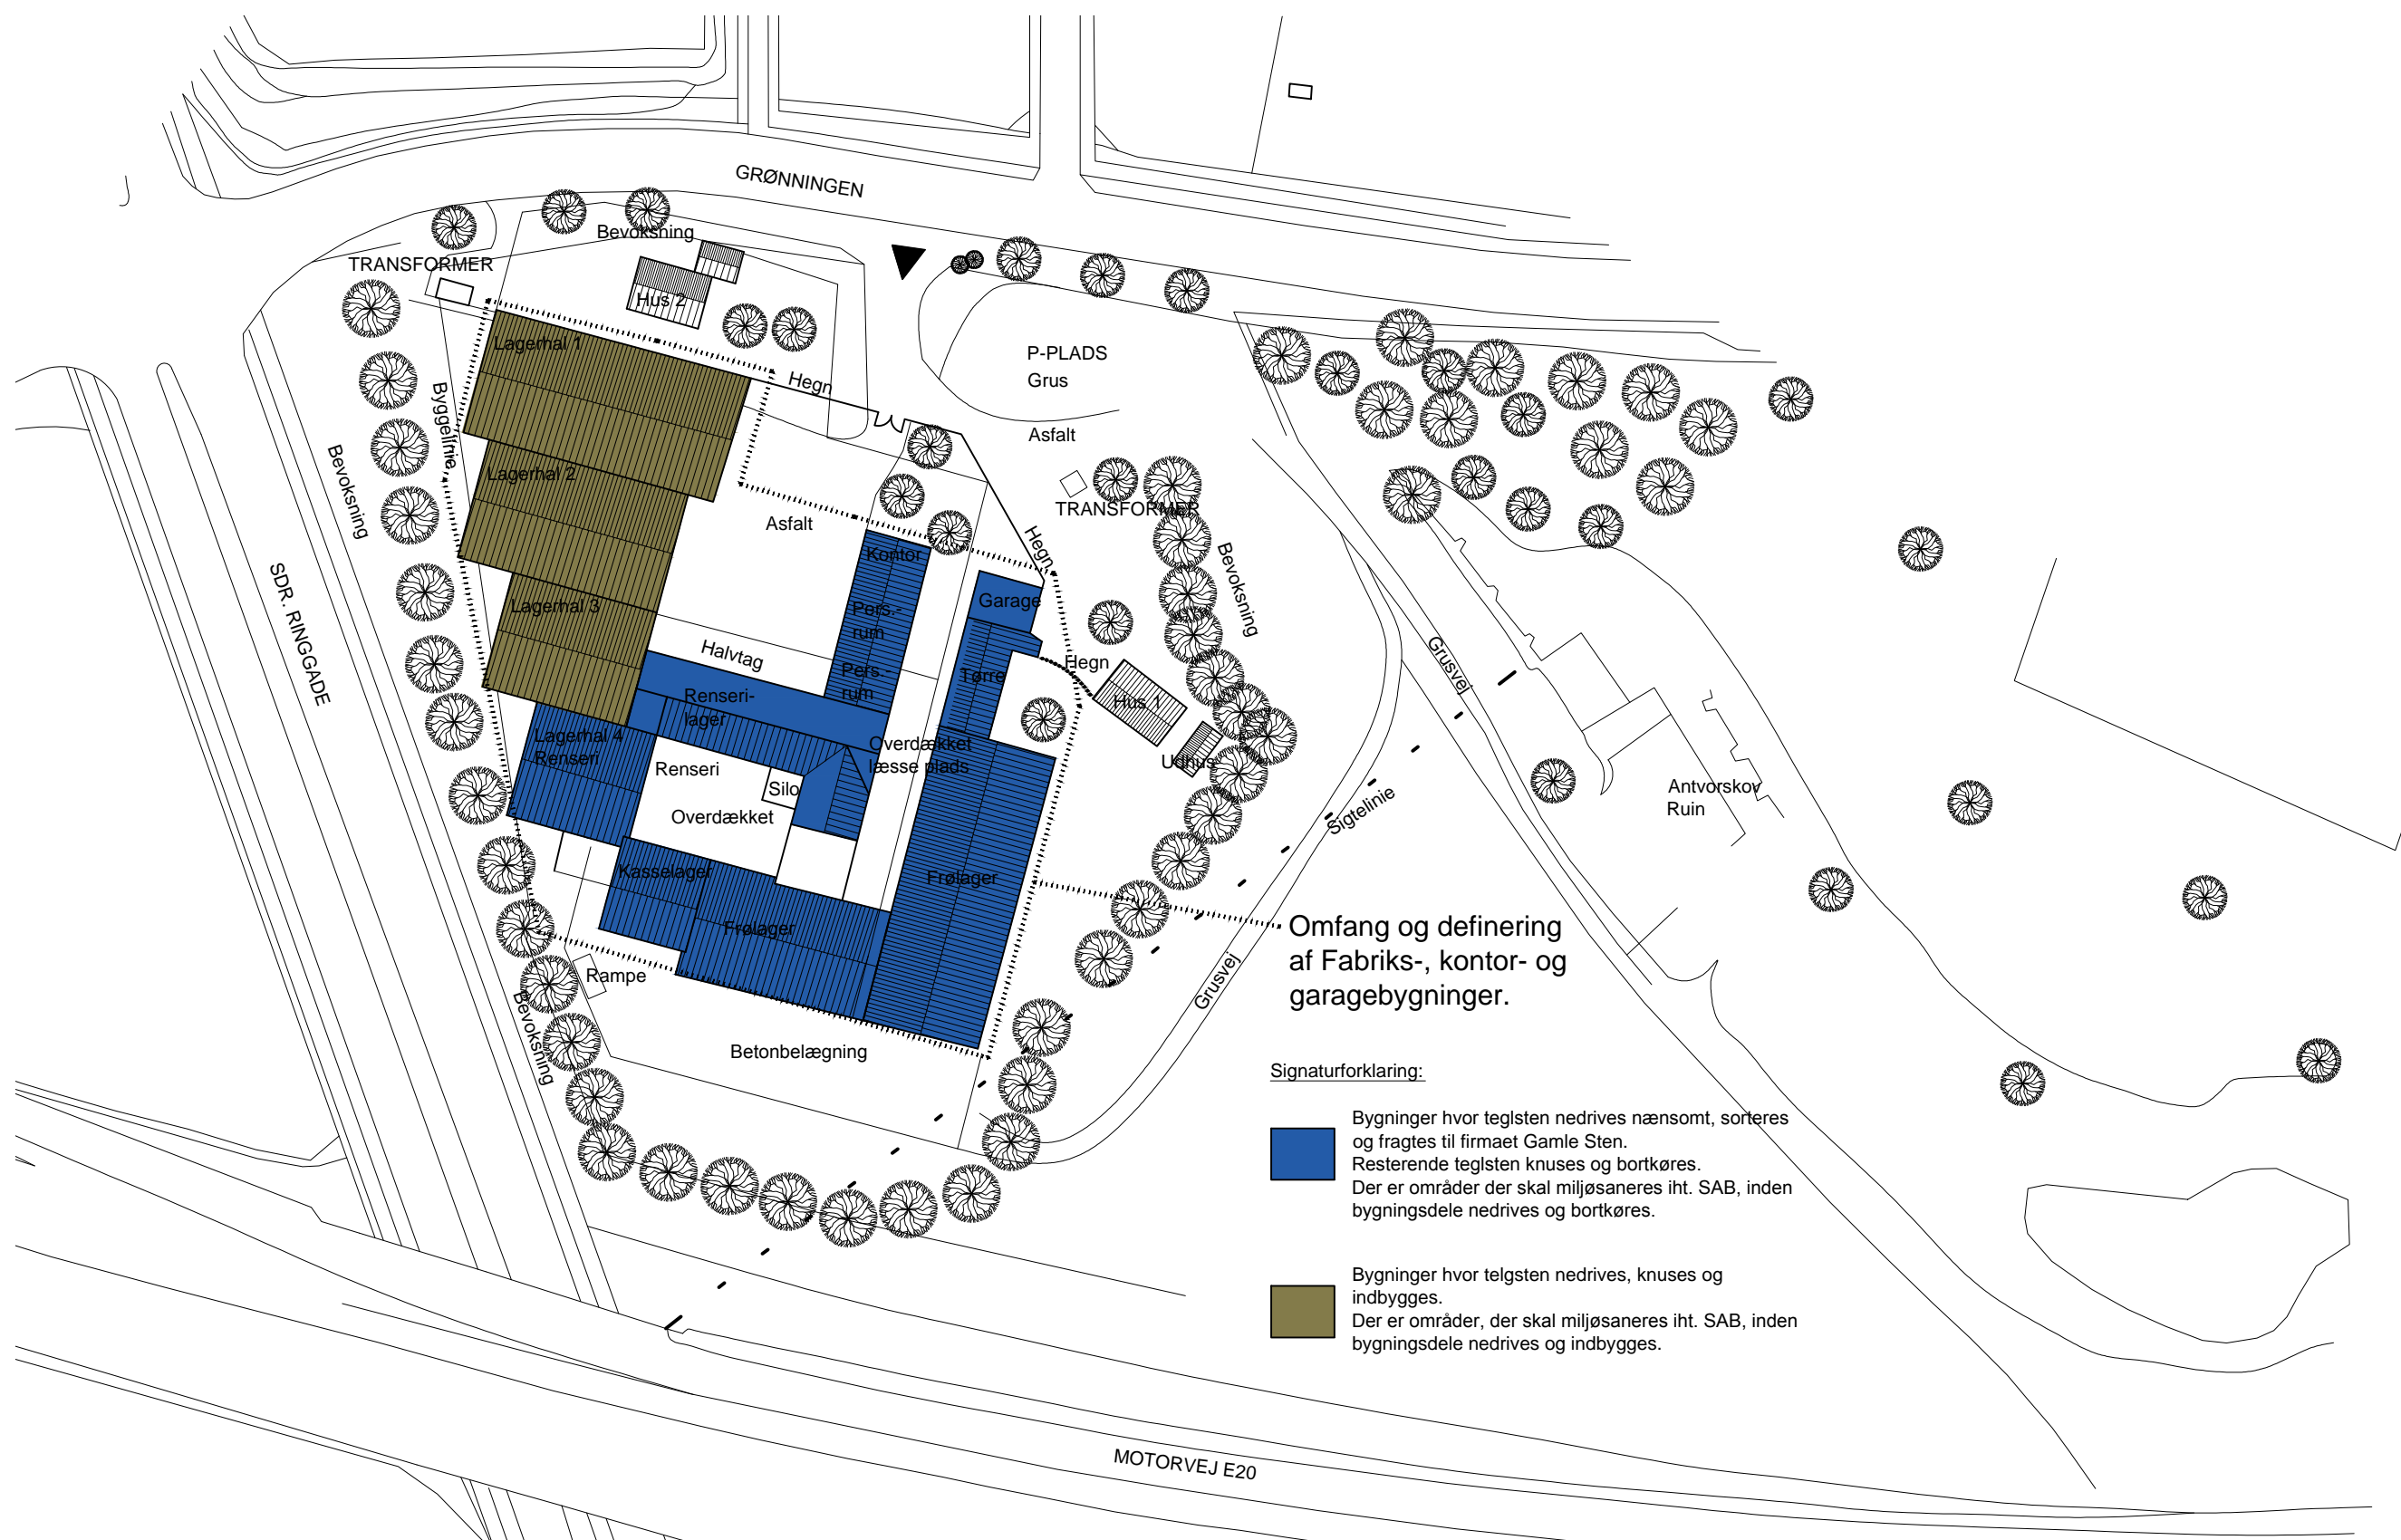 GRØNNINGEN
Bevoksning
TRANSFORMER
Hus 2
Lagerhal 1
Hegn
P-PLADS
Grus
Asfalt
Byggelinie
Bevoksning
Lagerhal 2
TRANSFORMER
Asfalt
Hegn
Kontor
Bevoksning
SDR. RINGGADE
Lagerhal 3
Pers.-
rum
Garage
Halvtag
Pers.
rum
Tørre
Hegn
Grusvej
Renseri-
lager
Hus 1
Lagerhal 4
Renseri
Overdækket
læsse plads
Renseri
Silo
Udhus
Antvorskov
Ruin
Overdækket
Sigtelinie
Kasselager
Frølager
Frølager
Omfang og definering
af Fabriks-, kontor- og
garagebygninger.
Rampe
Grusvej
Bevoksning
Betonbelægning
Signaturforklaring:
Bygninger hvor teglsten nedrives nænsomt, sorteres
og fragtes til firmaet Gamle Sten.
Resterende teglsten knuses og bortkøres.
Der er områder der skal miljøsaneres iht. SAB, inden
bygningsdele nedrives og bortkøres.
Bygninger hvor telgsten nedrives, knuses og
indbygges.
Der er områder, der skal miljøsaneres iht. SAB, inden
bygningsdele nedrives og indbygges.
MOTORVEJ E20